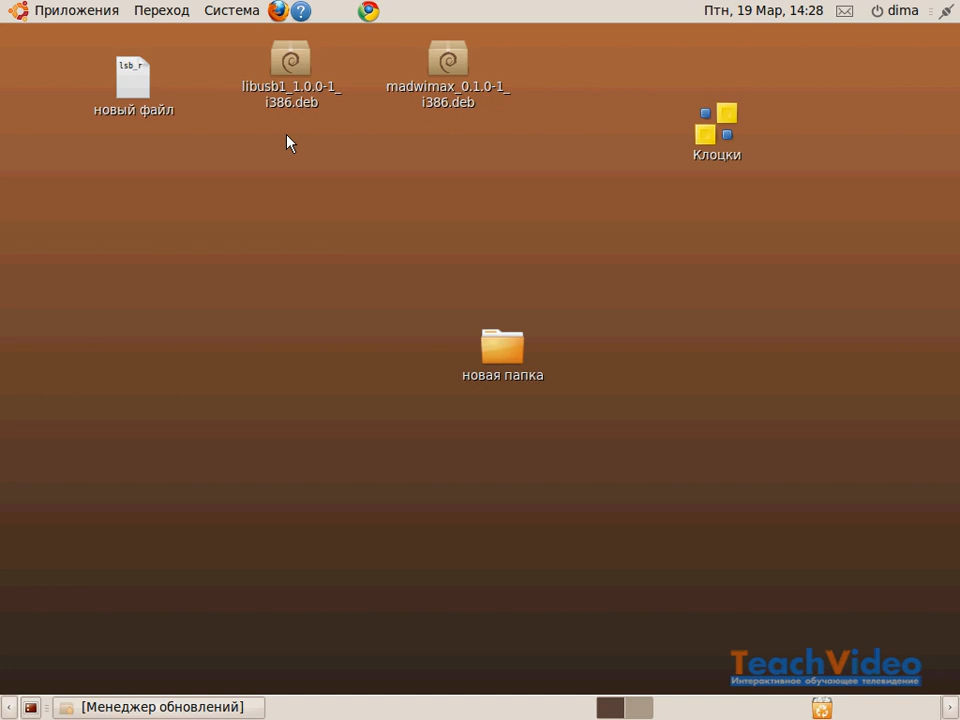 Приложения Переход Система Птн, 19 Мар, 14:28 dima
lsb_r
новый файл
libusb1_1.0.0-1_
i386.deb
madwimax_0.1.0-1_
i386.deb
Клоцки
новая папка
TeachVideo
Интерактивное обучающее телевидение
[Менеджер обновлений]